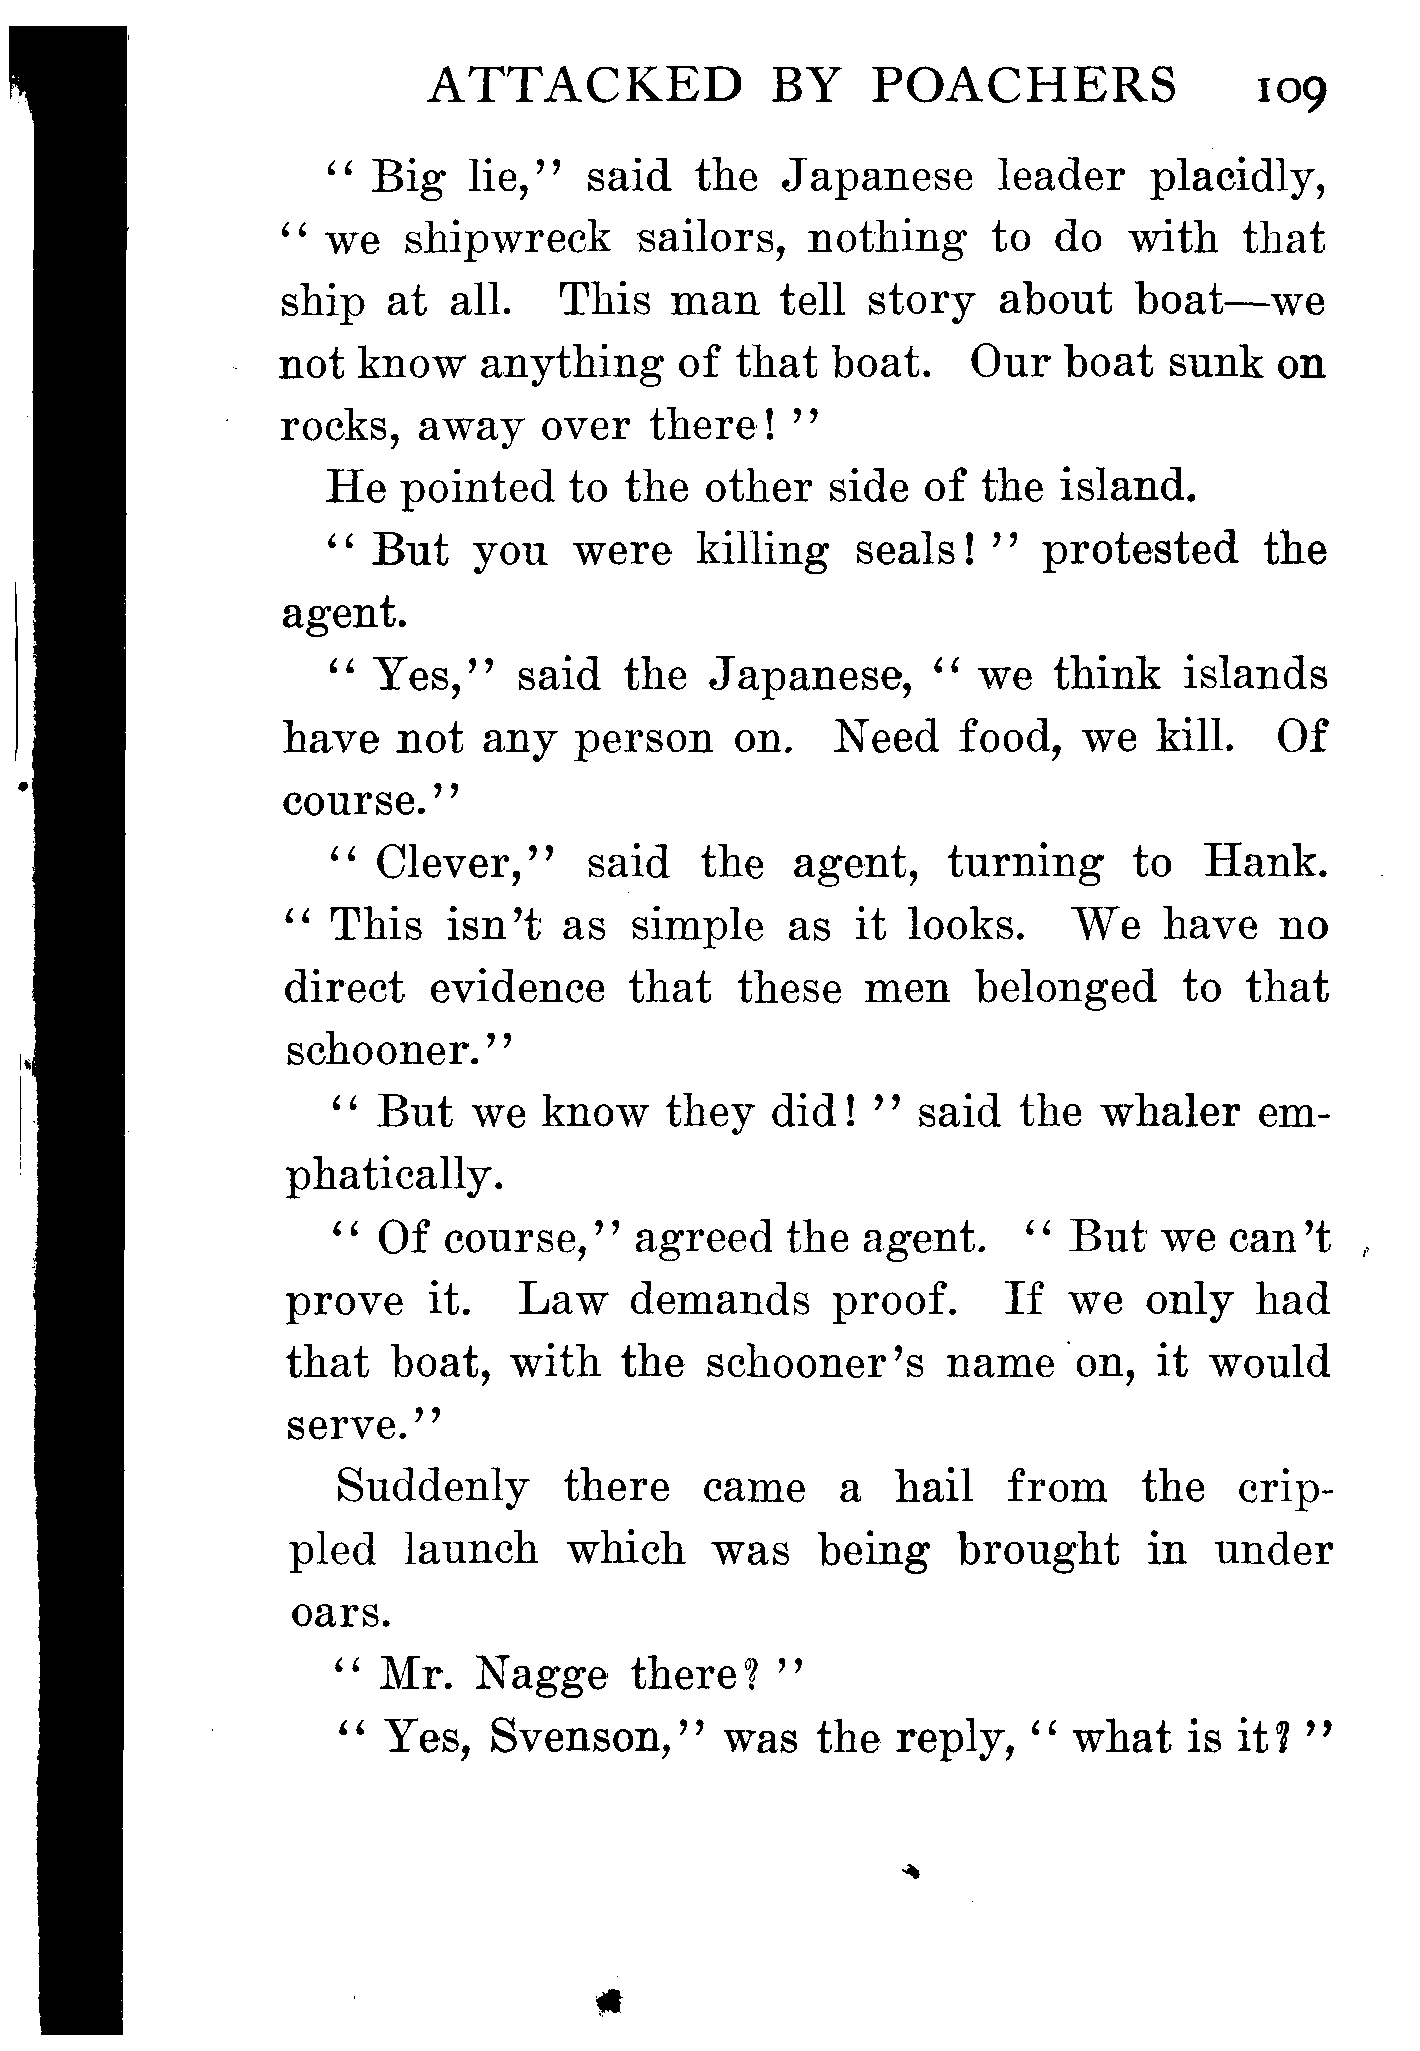 ATTACKED BY POACHERS 109
“ Big lie,” said the Japanese leader placidly,
“ we shipwreck sailors, nothing to do with that
ship at all. This man tell story about boat—we
not know anything of that boat. Our boat sunk on
rocks, away over there! ”
He pointed to the other side of the island.
“ But you were killing seals! ” protested the
agent.
“ Yes,” said the Japanese, “ we think islands
have not any person on. Need food, we kill. Of
course.”
“ Clever,” said the agent, turning to Hank.
“ This isn't as simple as it looks. We have no
direct evidence that these men belonged to that
schooner.”
“ But we know they did! ” said the whaler em-
phatically.
“ Of course,” agreed the agent. “ But we can't
prove it. Law demands proof. If we only had
that boat, with the schooner's name on, it would
serve.”
Suddenly there came a hail from the crip-
pled launch which was being brought in under
oars.
“ Mr. Nagge there? ”
“ Yes, Svenson,” was the reply, “ what is it? ”